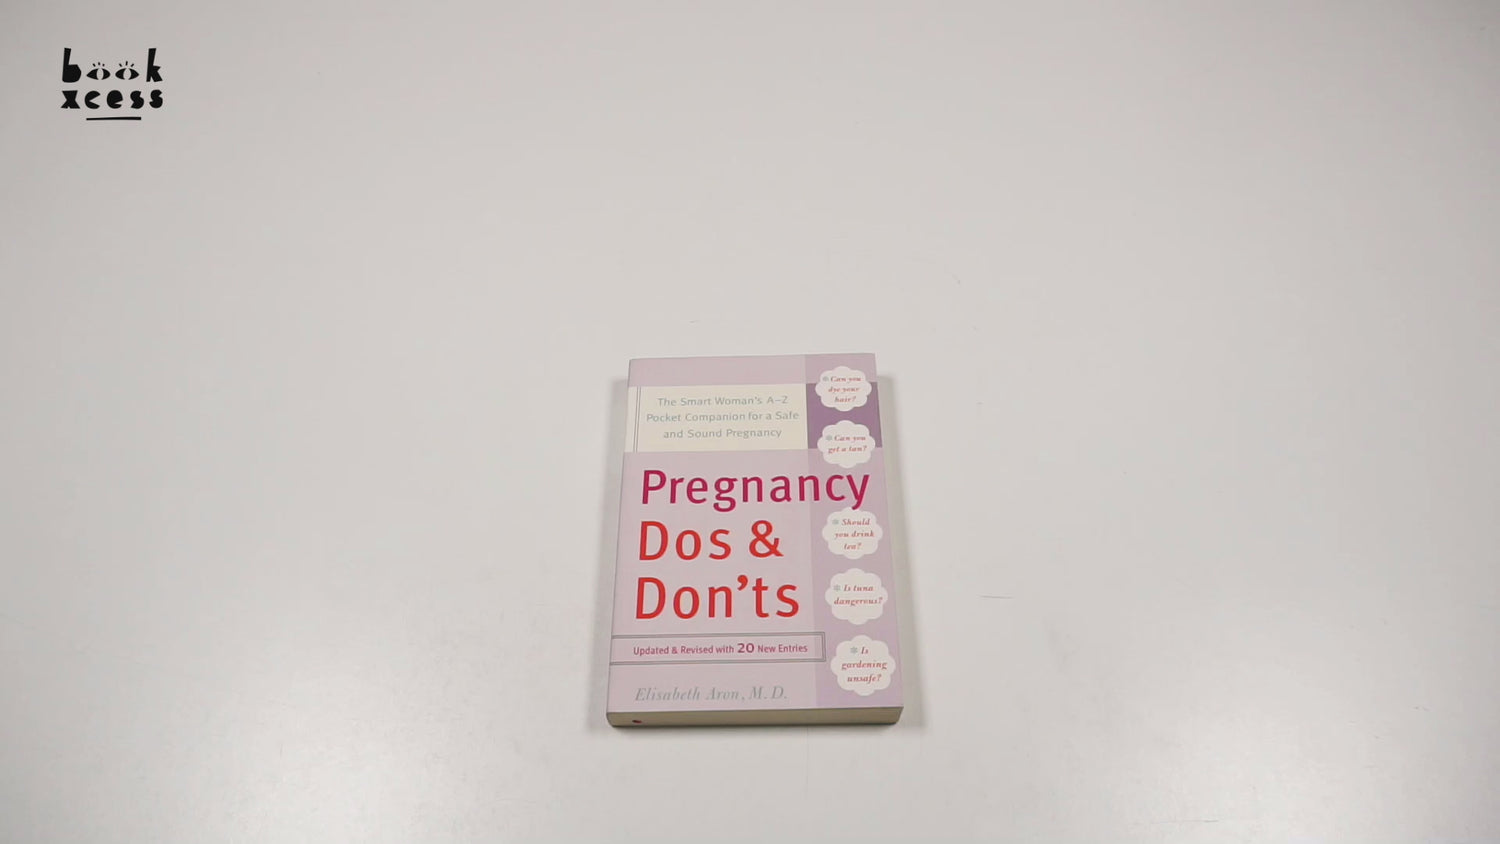 book
xcess
The Smart Woman's A–Z
Pocket Companion for a Safe
and Sound Pregnancy
Pregnancy
Dos &
Don'ts
Updated & Revised with 20 New Entries
Elisabeth Aron, M.D.
* Can you
dye your
hair?
* Can you
get a tan?
* Should
you drink
tea?
* Is tuna
dangerous?
* Is
gardening
unsafe?